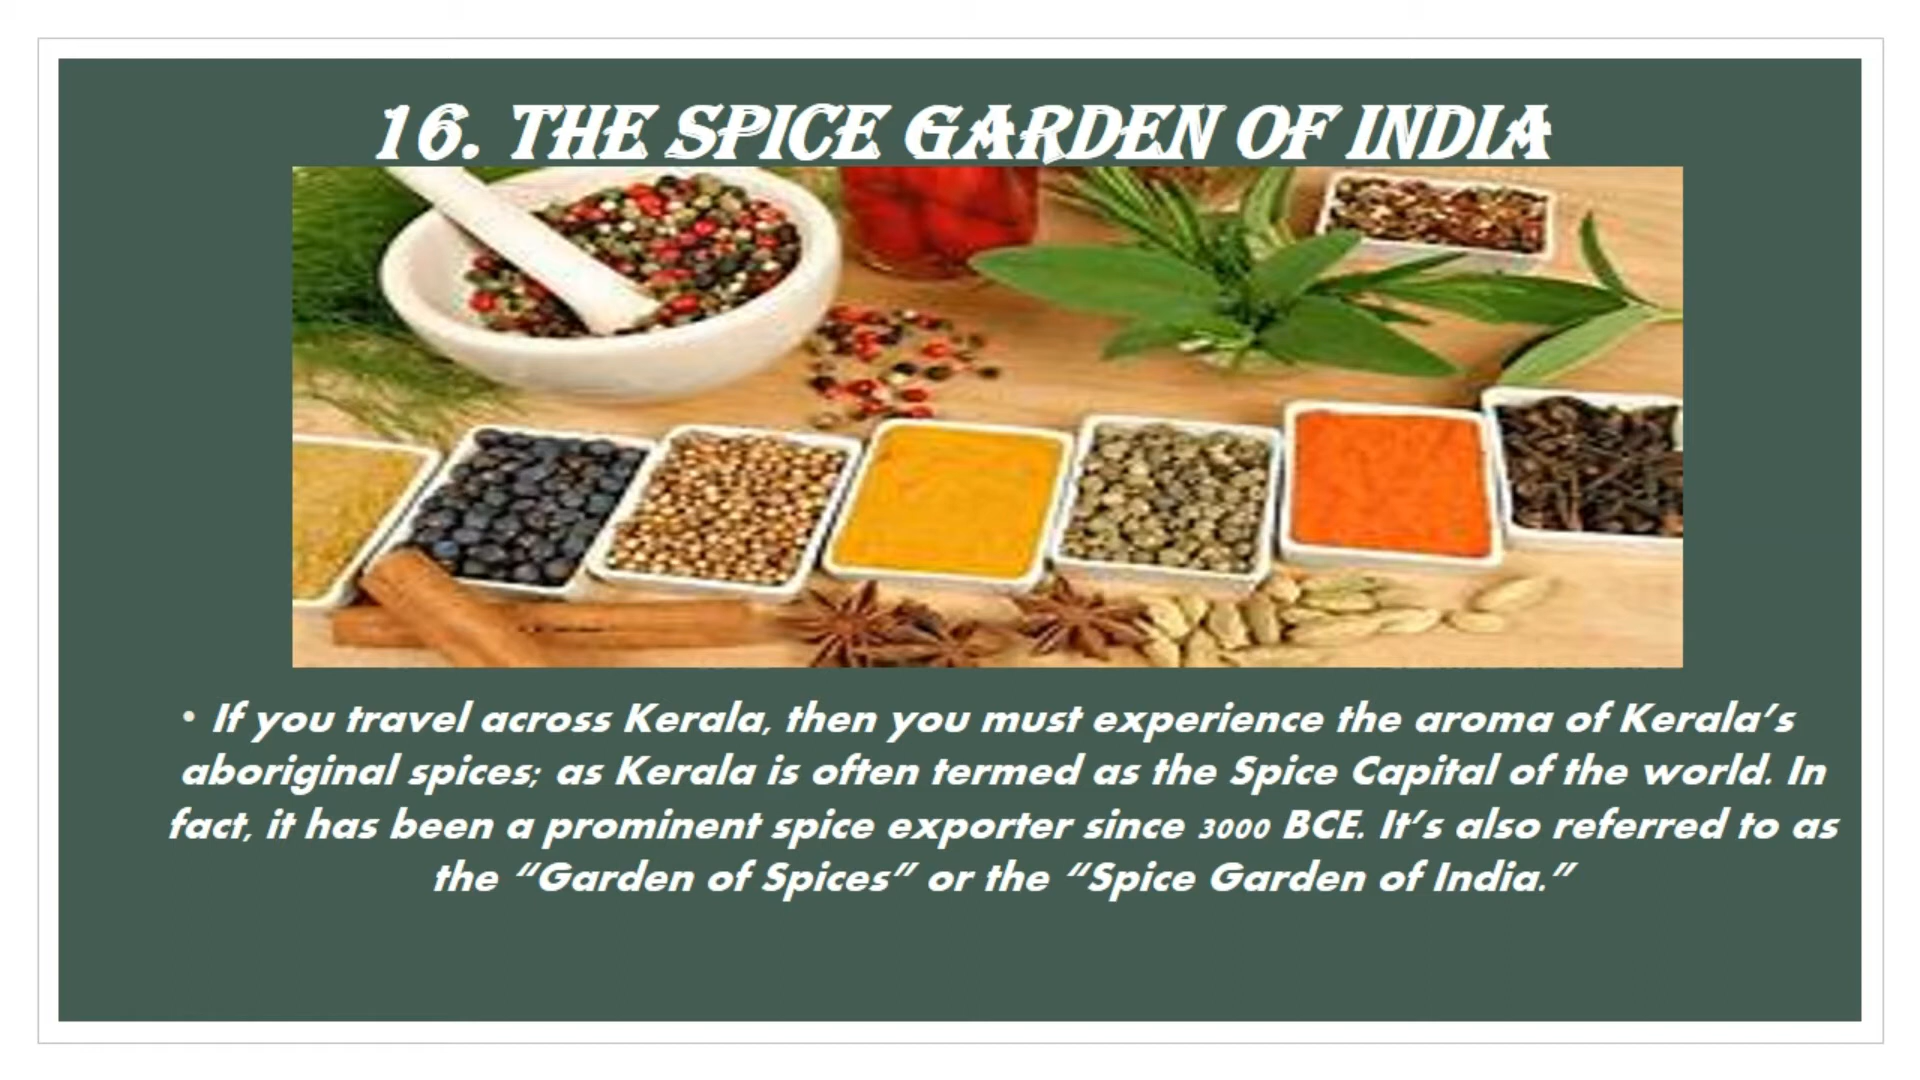 16. THE SPICE GARDEN OF INDIA
• If you travel across Kerala, then you must experience the aroma of Kerala’s
aboriginal spices; as Kerala is often termed as the Spice Capital of the world. In
fact, it has been a prominent spice exporter since 3000 BCE. It’s also referred to as
the “Garden of Spices” or the “Spice Garden of India.”